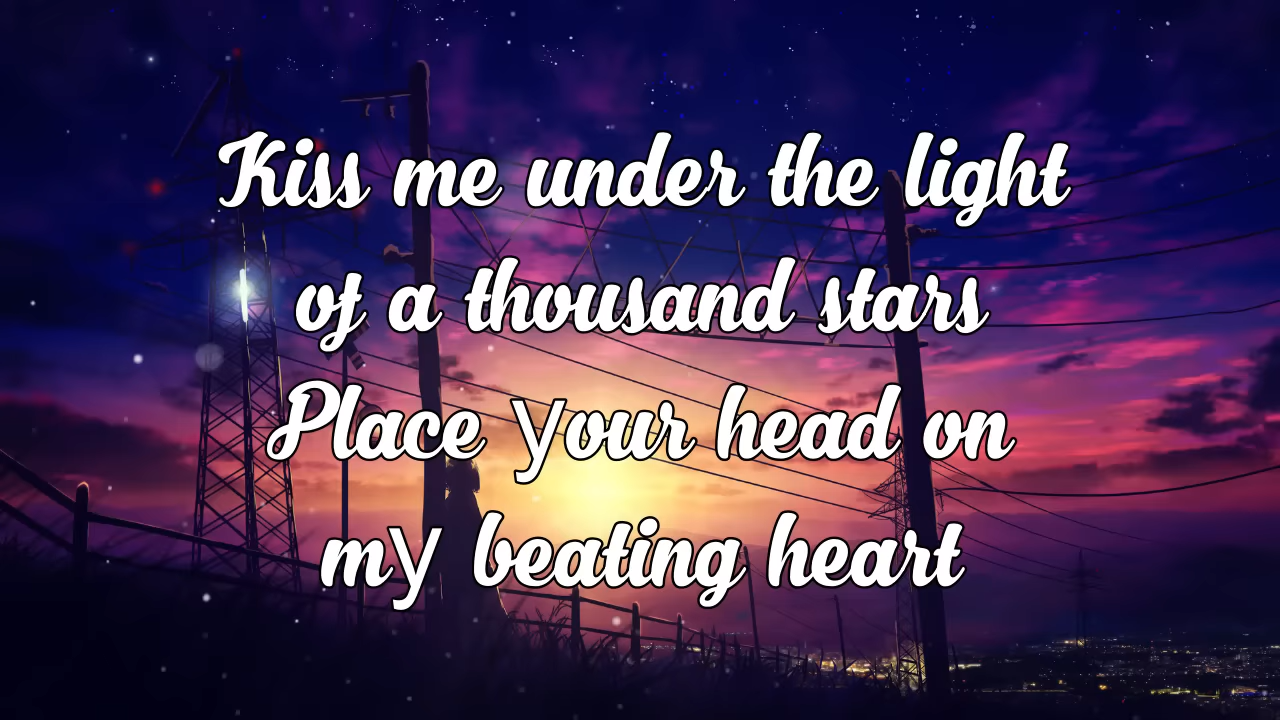 Kiss me under the light
of a thousand stars
Place your head on
my beating heart